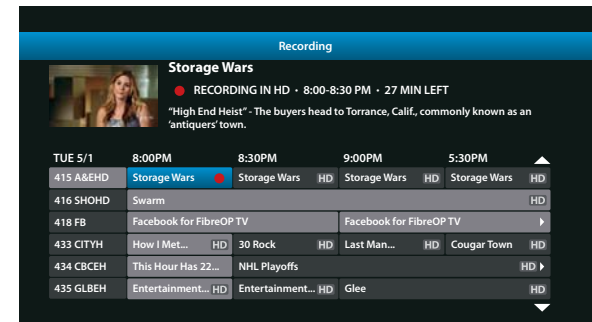 Recording
Storage Wars
RECORDING IN HD • 8:00-8:30 PM • 27 MIN LEFT
“High End Heist” - The buyers head to Torrance, Calif., commonly known as an
‘antiquers’ town.
TUE 5/1 8:00PM 8:30PM 9:00PM 5:30PM
415 A&EHD Storage Wars Storage Wars HD Storage Wars HD Storage Wars HD
416 SHOHD Swarm HD
418 FB Facebook for FibreOP TV Facebook for FibreOP TV
433 CITYH How I Met... HD 30 Rock HD Last Man... HD Cougar Town HD
434 CBCEH This Hour Has 22... NHL Playoffs HD
435 GLBEH Entertainment... HD Entertainment... HD Glee HD